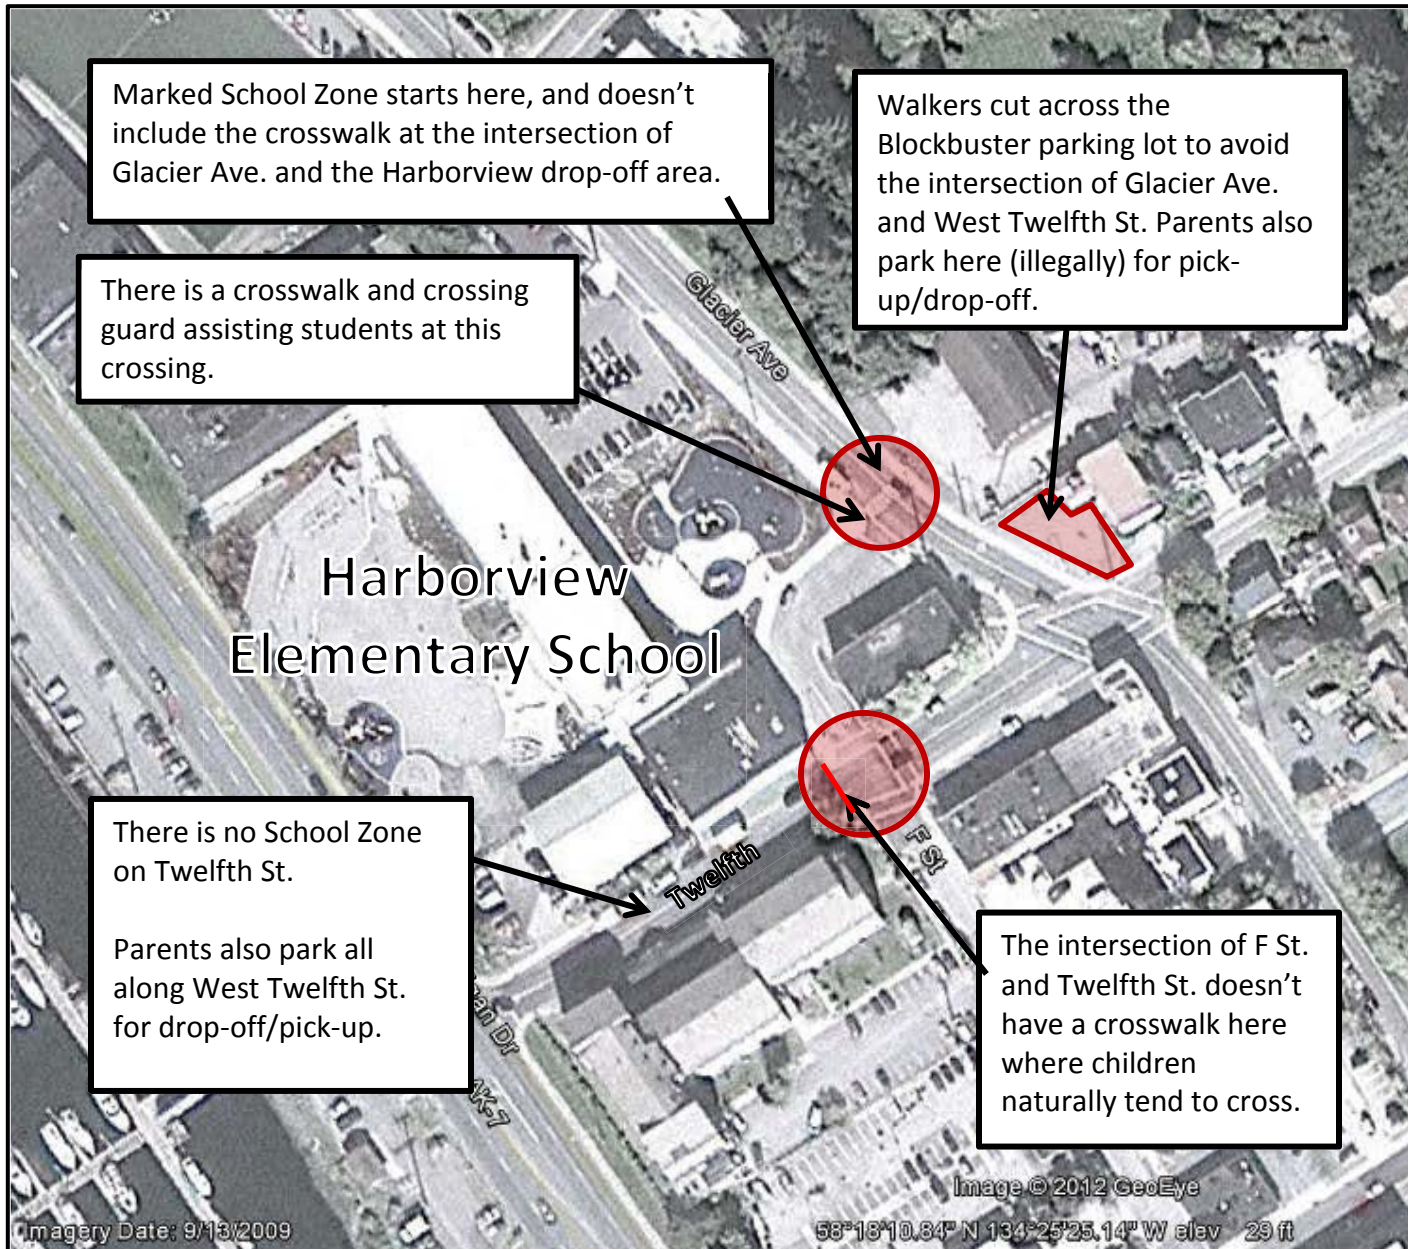 Marked School Zone starts here, and doesn’t
include the crosswalk at the intersection of
Glacier Ave. and the Harborview drop-off area.
Walkers cut across the
Blockbuster parking lot to avoid
the intersection of Glacier Ave.
and West Twelfth St. Parents also
park here (illegally) for pick-
up/drop-off.
There is a crosswalk and crossing
guard assisting students at this
crossing.
Glacier Ave
Harborview
Elementary School
There is no School Zone
on Twelfth St.
Parents also park all
along West Twelfth St.
for drop-off/pick-up.
Twelfth
F St
The intersection of F St.
and Twelfth St. doesn’t
have a crosswalk here
where children
naturally tend to cross.
an Dr
AK-7
Image © 2012 GeoEye
Imagery Date: 9/13/2009
58°18'10.84" N 134°25'25.14" W elev 29 ft